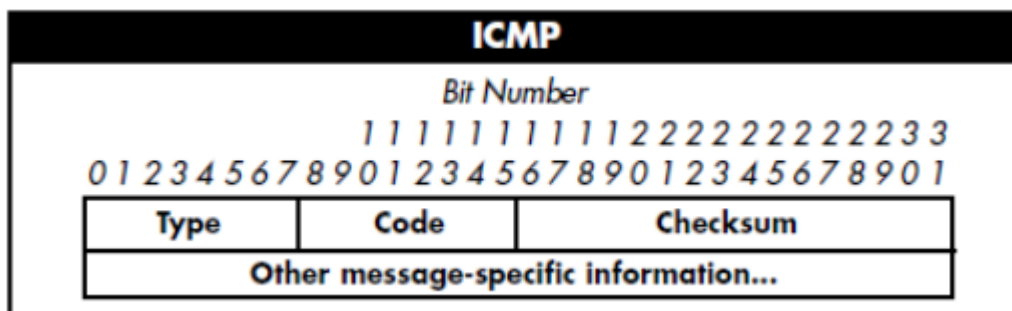 ICMP
Bit Number
1 1 1 1 1 1 1 1 1 1 2 2 2 2 2 2 2 2 2 2 3 3
0 1 2 3 4 5 6 7 8 9 0 1 2 3 4 5 6 7 8 9 0 1 2 3 4 5 6 7 8 9 0 1
Type Code Checksum
Other message-specific information...